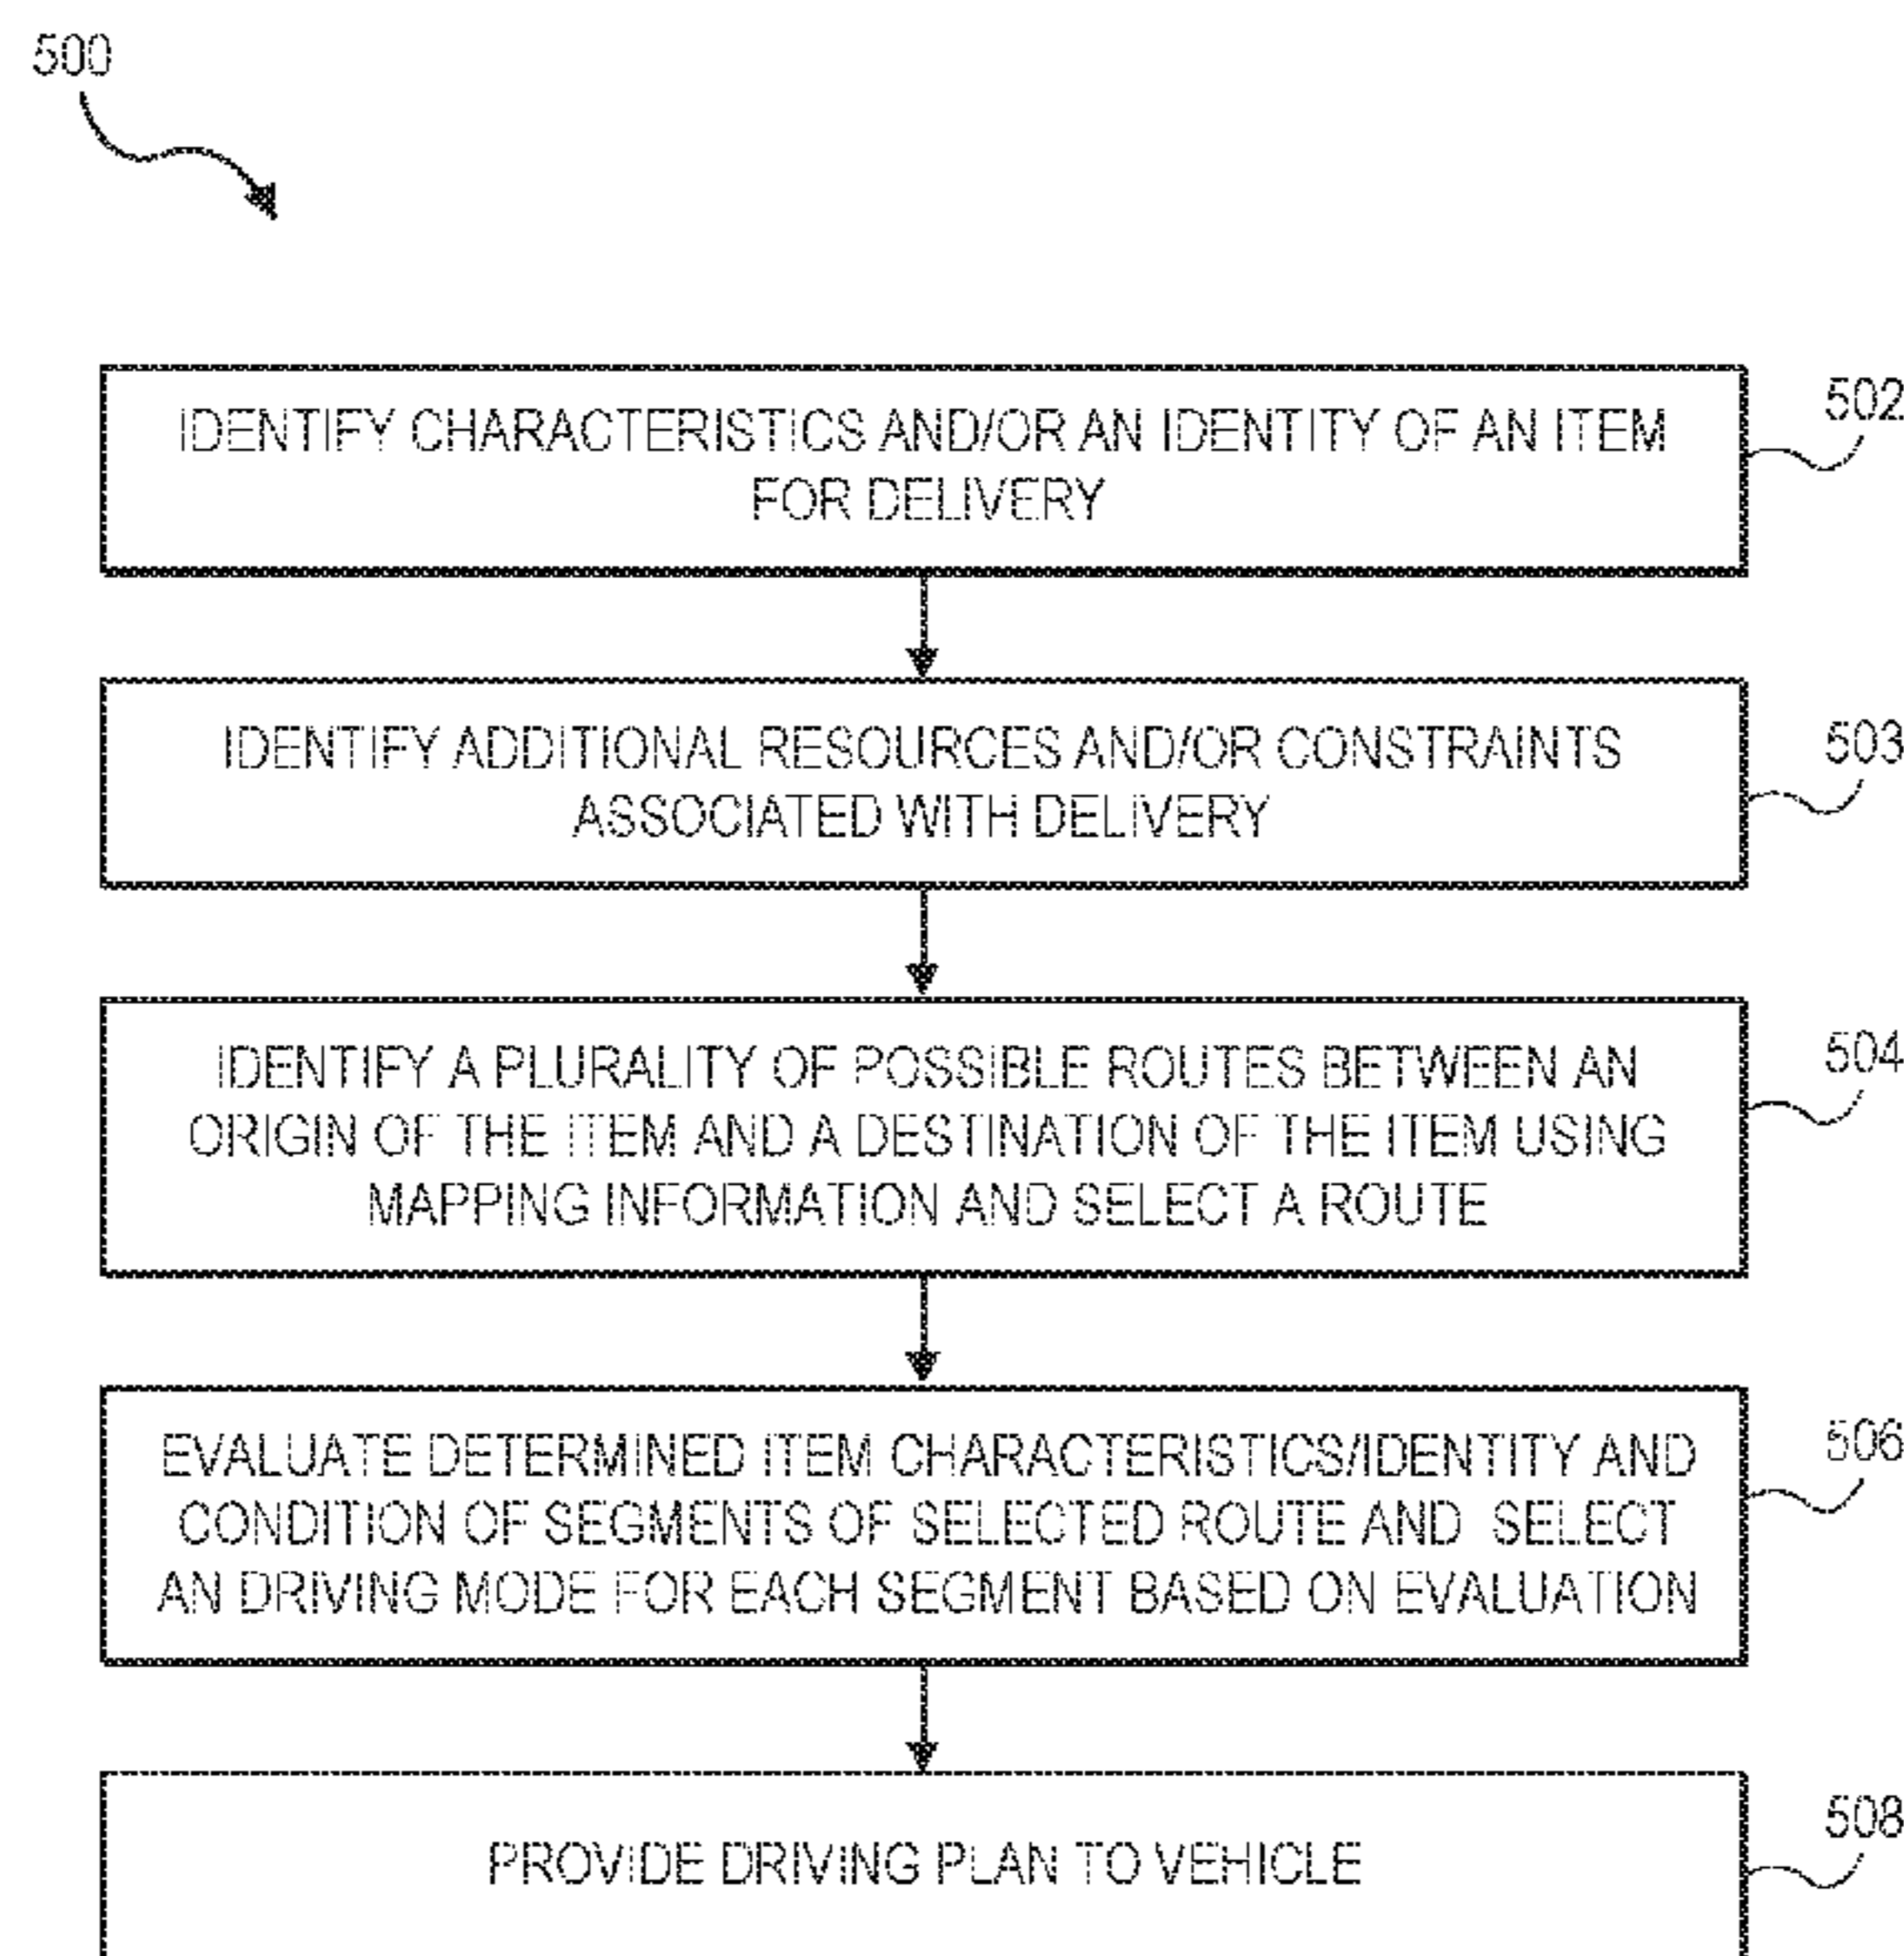 500
IDENTIFY CHARACTERISTICS AND/OR AN IDENTITY OF AN ITEM
FOR DELIVERY
502
IDENTIFY ADDITIONAL RESOURCES AND/OR CONSTRAINTS
ASSOCIATED WITH DELIVERY
503
IDENTIFY A PLURALITY OF POSSIBLE ROUTES BETWEEN AN
ORIGIN OF THE ITEM AND A DESTINATION OF THE ITEM USING
MAPPING INFORMATION AND SELECT A ROUTE
504
EVALUATE DETERMINED ITEM CHARACTERISTICS/IDENTITY AND
CONDITION OF SEGMENTS OF SELECTED ROUTE AND SELECT
AN DRIVING MODE FOR EACH SEGMENT BASED ON EVALUATION
506
PROVIDE DRIVING PLAN TO VEHICLE
508